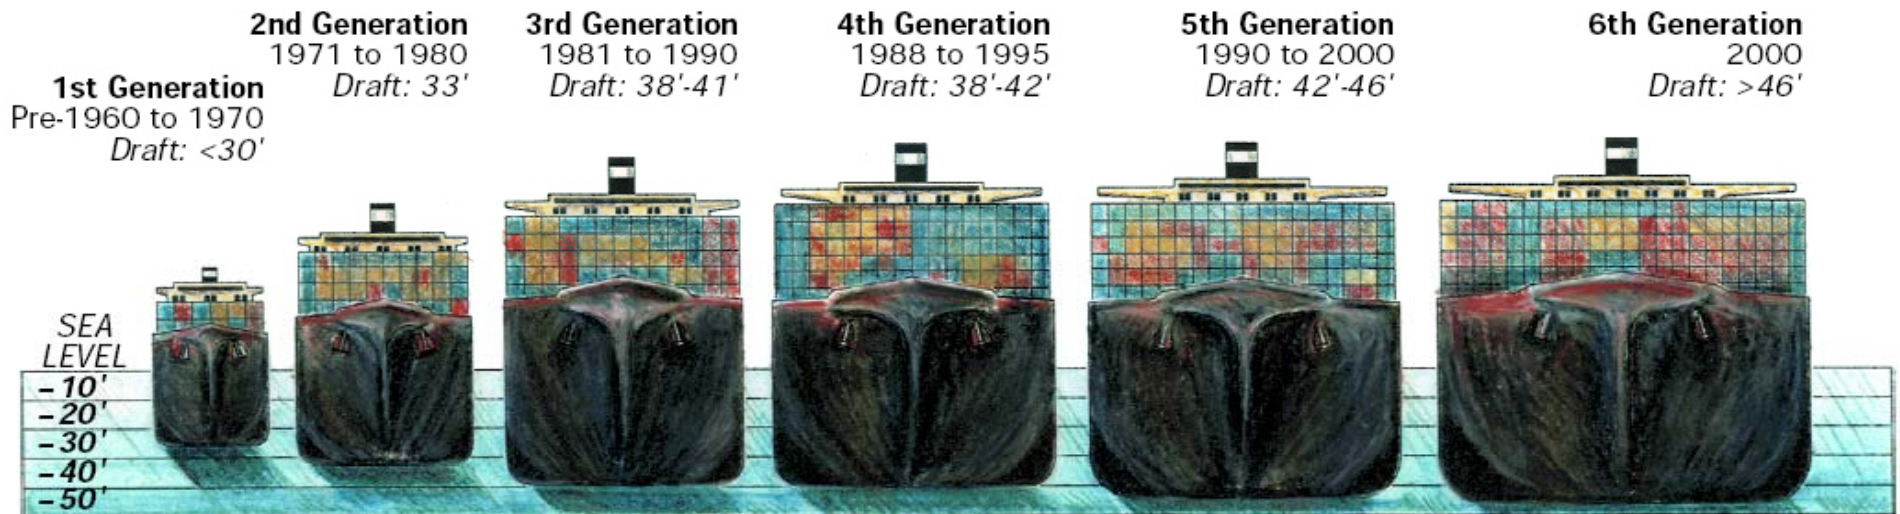 1st Generation
Pre-1960 to 1970
Draft: <30'
2nd Generation
1971 to 1980
Draft: 33'
3rd Generation
1981 to 1990
Draft: 38'-41'
4th Generation
1988 to 1995
Draft: 38'-42'
5th Generation
1990 to 2000
Draft: 42'-46'
6th Generation
2000
Draft: >46'
SEA
LEVEL
–10'
–20'
–30'
–40'
–50'